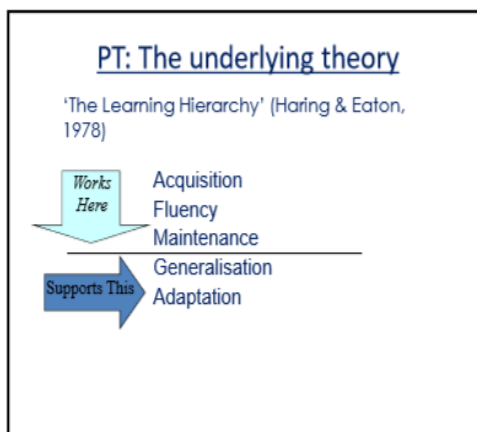 PT: The underlying theory
‘The Learning Hierarchy’ (Haring & Eaton,
1978)
Works
Here
Acquisition
Fluency
Maintenance
Supports This
Generalisation
Adaptation